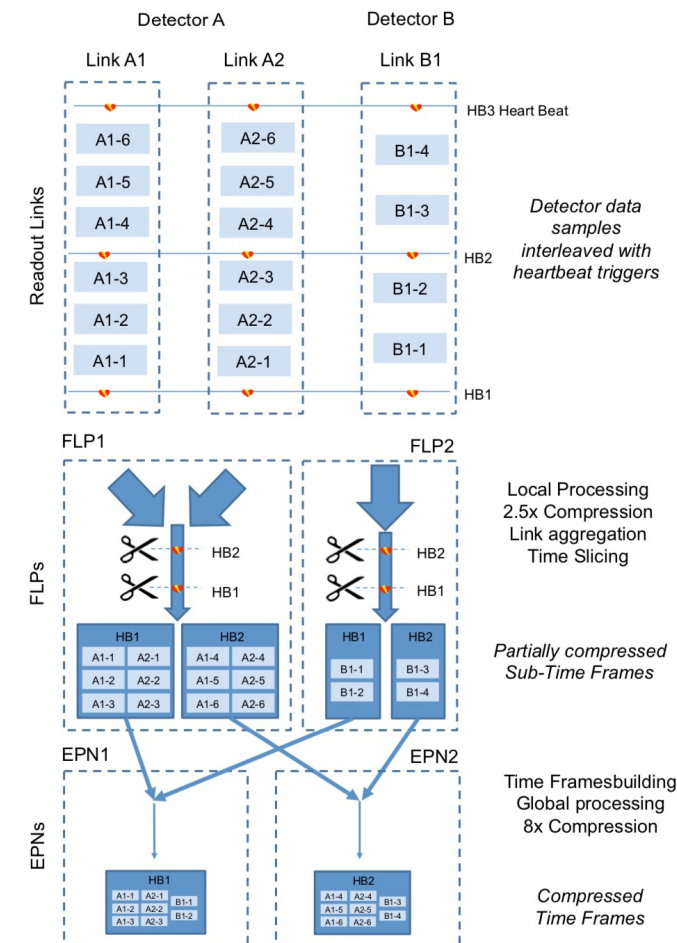 Detector A
Detector B
Link A1
Link A2
Link B1
Readout Links
HB3 Heart Beat
A1-6
A2-6
B1-4
A1-5
A2-5
A1-4
A2-4
B1-3
Detector data
samples
interleaved with
heartbeat triggers
HB2
A1-3
A2-3
B1-2
A1-2
A2-2
A1-1
A2-1
B1-1
HB1
FLP1
FLP2
FLPs
HB2
HB1
HB2
HB1
Local Processing
2.5x Compression
Link aggregation
Time Slicing
HB1
A1-1 A2-1
A1-2 A2-2
A1-3 A2-3
HB2
A1-4 A2-4
A1-5 A2-5
A1-6 A2-6
HB1
B1-1
B1-2
HB2
B1-3
B1-4
Partially compressed
Sub-Time Frames
EPN1
EPN2
EPNs
Time Framesbuilding
Global processing
8x Compression
HB1
A1-1 A2-1
A1-2 A2-2
A1-3 A2-3
B1-1
B1-2
HB2
A1-4 A2-4
A1-5 A2-5
A1-6 A2-6
B1-3
B1-4
Compressed
Time Frames